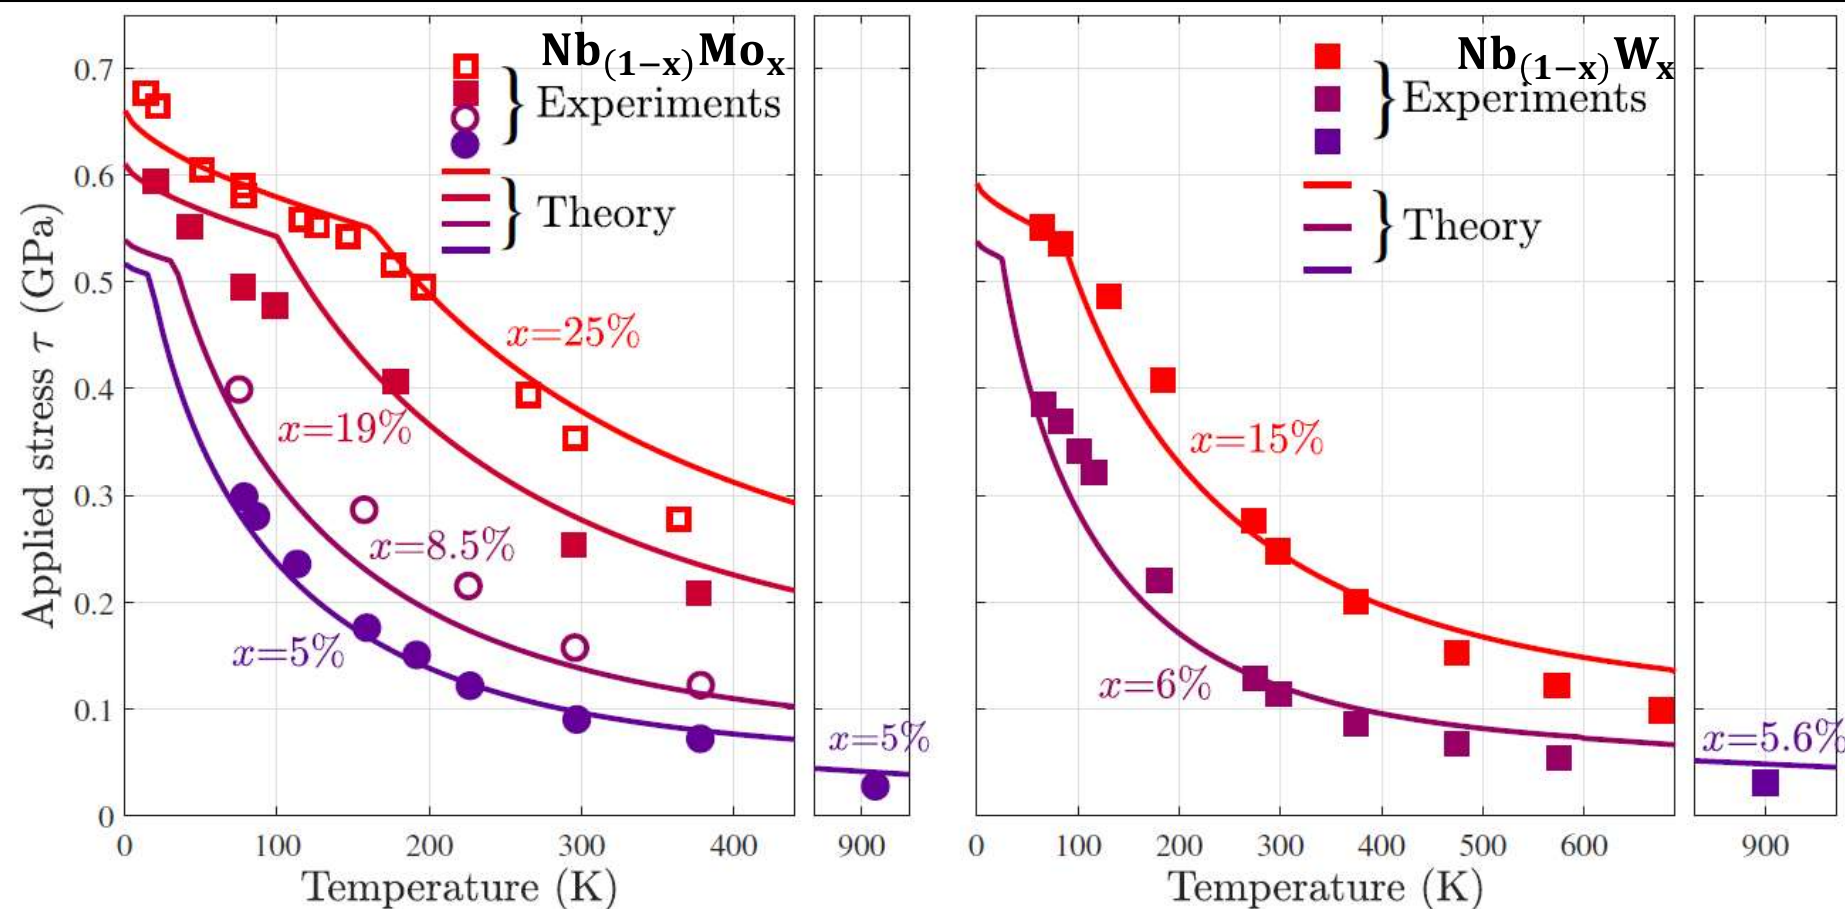 Nb(1−x)Mox
Experiments
Theory
x=25%
x=19%
x=8.5%
x=5%
x=5%
Applied stress τ (GPa)
0.7
0.6
0.5
0.4
0.3
0.2
0.1
0
0 100 200 300 400 900
Temperature (K)
Nb(1−x)Wx
Experiments
Theory
x=15%
x=6%
x=5.6%
0 100 200 300 400 500 600 900
Temperature (K)